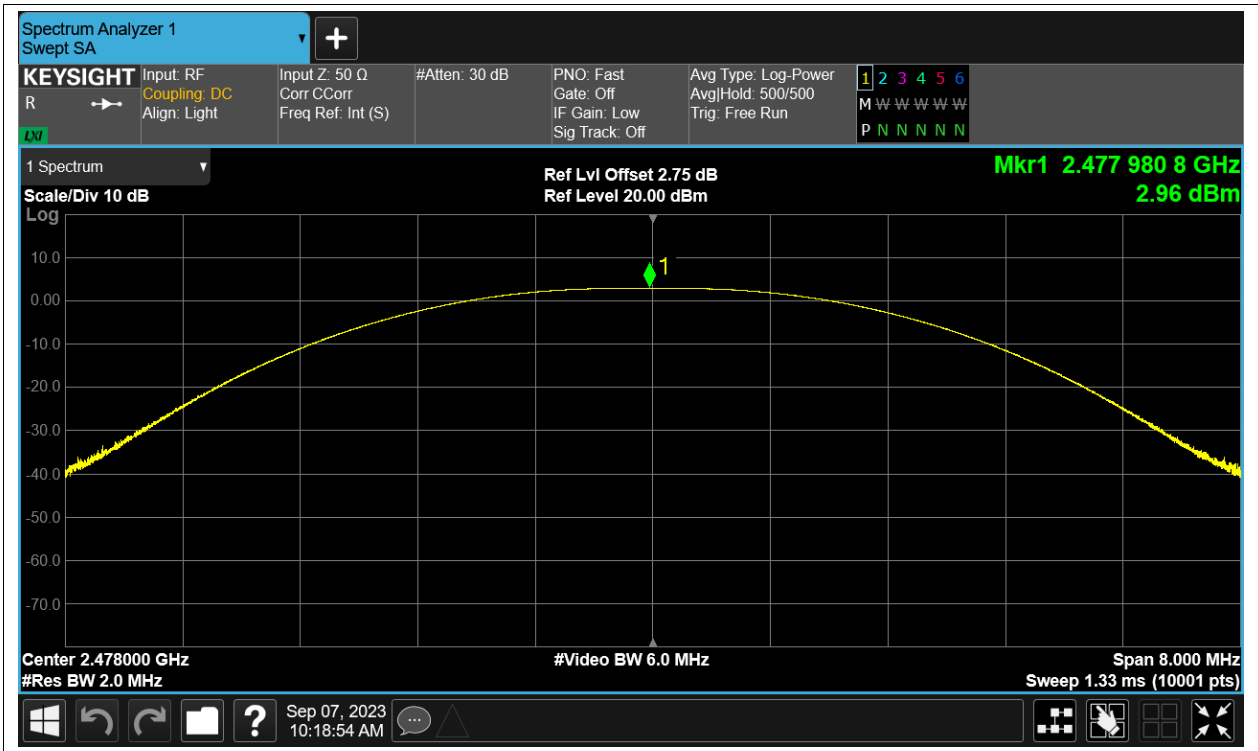 Spectrum Analyzer 1
Swept SA
KEYSIGHT
R
LXI
Input: RF
Coupling: DC
Align: Light
Input Z: 50 Ω
Corr CCorr
Freq Ref: Int (S)
#Atten: 30 dB
PNO: Fast
Gate: Off
IF Gain: Low
Sig Track: Off
Avg Type: Log-Power
Avg|Hold: 500/500
Trig: Free Run
1 2 3 4 5 6
M W W W W W
P N N N N N
1 Spectrum
Scale/Div 10 dB
Log
Ref Lvl Offset 2.75 dB
Ref Level 20.00 dBm
Mkr1 2.477 980 8 GHz
2.96 dBm
1
10.0
0.00
-10.0
-20.0
-30.0
-40.0
-50.0
-60.0
-70.0
Center 2.478000 GHz
#Res BW 2.0 MHz
#Video BW 6.0 MHz
Span 8.000 MHz
Sweep 1.33 ms (10001 pts)
?
Sep 07, 2023
10:18:54 AM